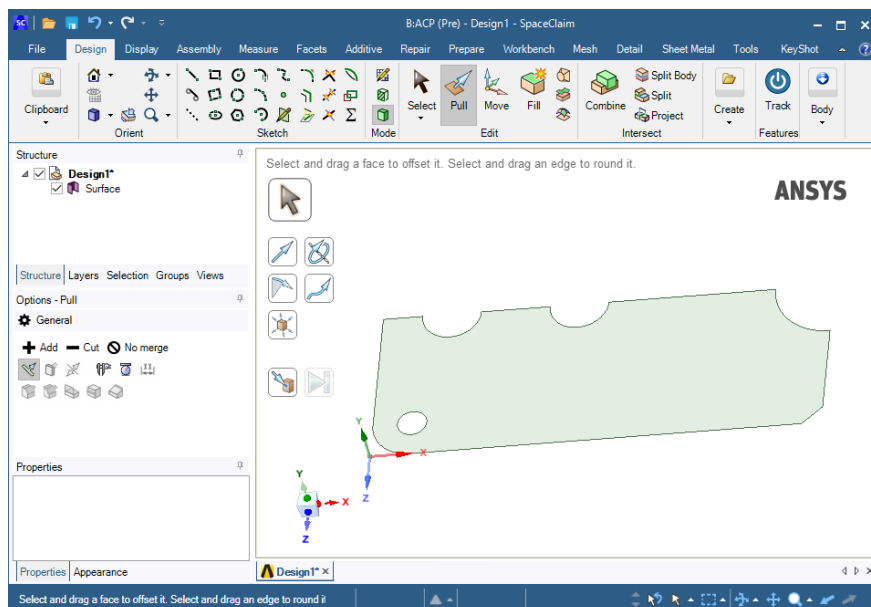 B:ACP (Pre) - Design1 - SpaceClaim
File Design Display Assembly Measure Facets Additive Repair Prepare Workbench Mesh Detail Sheet Metal Tools KeyShot
Clipboard
Orient
Sketch
Mode
Select
Pull
Move
Fill
Edit
Combine
Split Body
Split
Project
Intersect
Create
Track
Features
Body
Structure
Design1*
Surface
Structure Layers Selection Groups Views
Options - Pull
General
Add Cut No merge
Properties
Properties Appearance
Select and drag a face to offset it. Select and drag an edge to round it.
ANSYS
Y
X
Z
Y
X
Z
Design1*
Select and drag a face to offset it. Select and drag an edge to round it